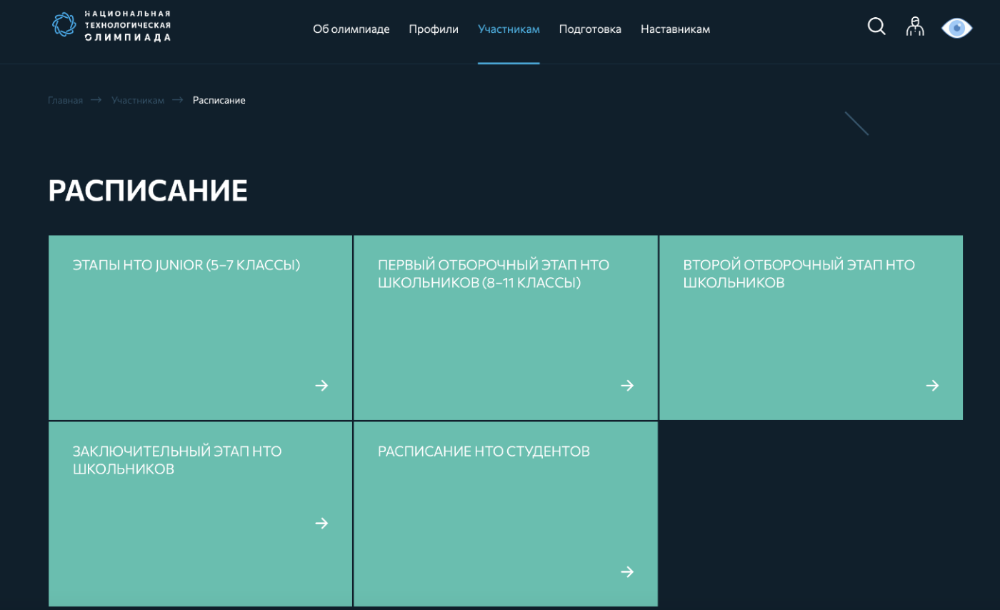 НАЦИОНАЛЬНАЯ
ТЕХНОЛОГИЧЕСКАЯ
ОЛИМПИАДА
Об олимпиаде Профили Участникам Подготовка Наставникам
Главная → Участникам → Расписание
РАСПИСАНИЕ
ЭТАПЫ НТО JUNIOR (5–7 КЛАССЫ)
ПЕРВЫЙ ОТБОРОЧНЫЙ ЭТАП НТО
ШКОЛЬНИКОВ (8–11 КЛАССЫ)
ВТОРОЙ ОТБОРОЧНЫЙ ЭТАП НТО
ШКОЛЬНИКОВ
ЗАКЛЮЧИТЕЛЬНЫЙ ЭТАП НТО
ШКОЛЬНИКОВ
РАСПИСАНИЕ НТО СТУДЕНТОВ